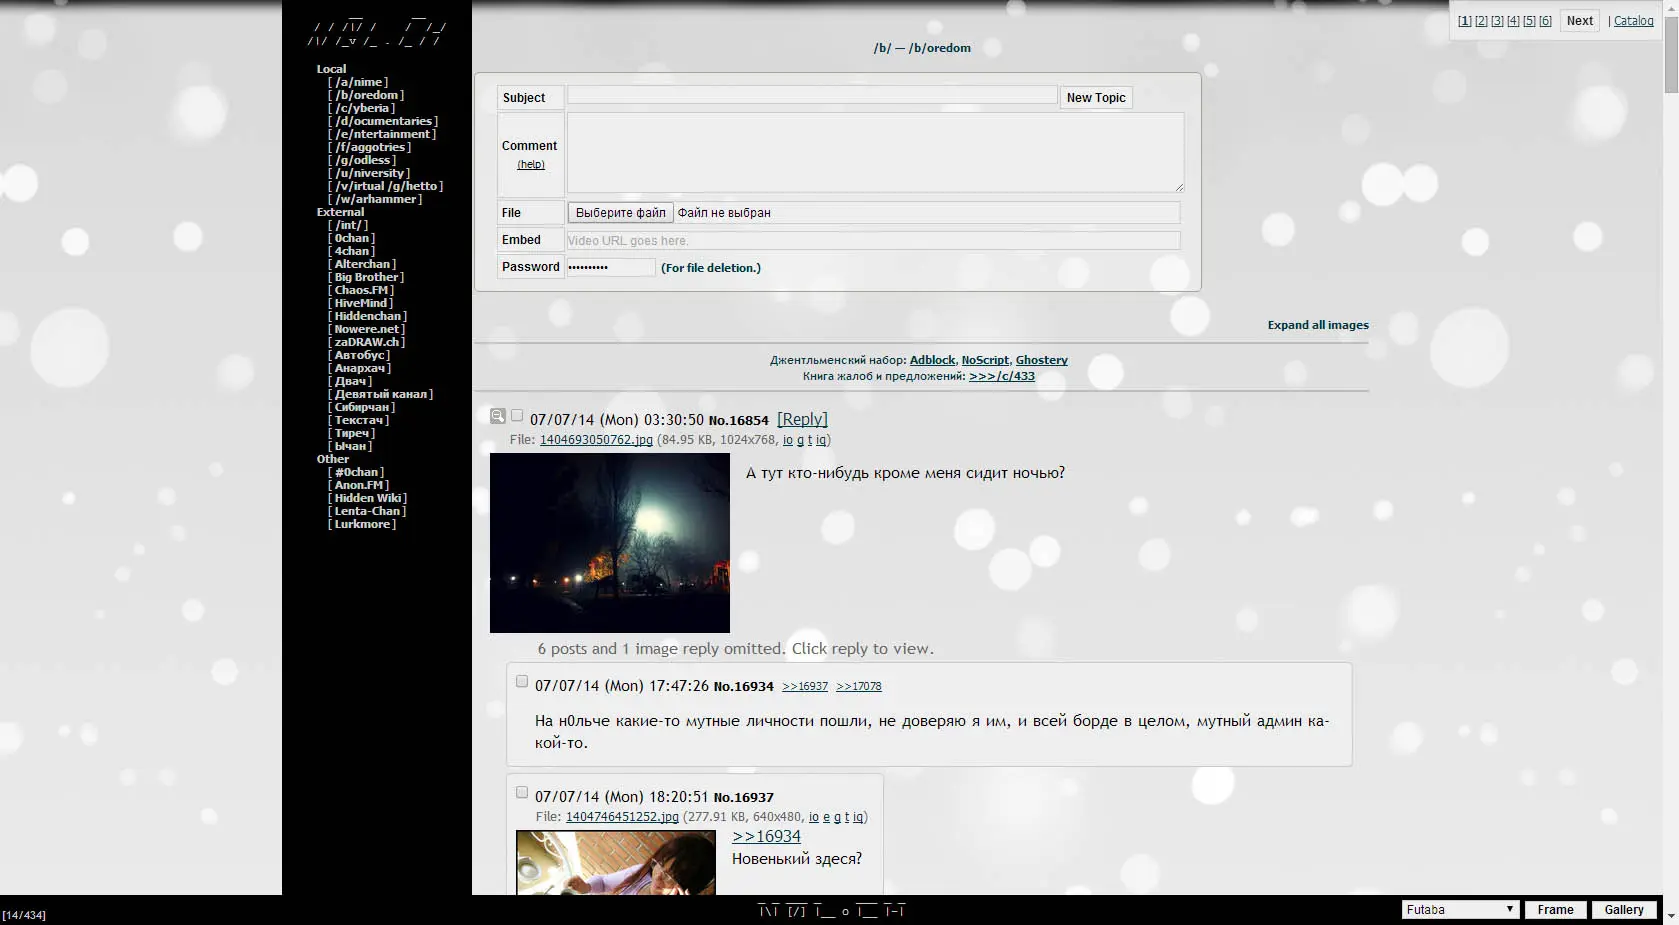 Local
[ /a/nime ]
[ /b/oredom ]
[ /c/yberia ]
[ /d/ocumentaries ]
[ /e/ntertainment ]
[ /f/aggotries ]
[ /g/odless ]
[ /u/niversity ]
[ /v/irtual /g/hetto ]
[ /w/arhammer ]
External
[ /int/ ]
[ 0chan ]
[ 4chan ]
[ Alterchan ]
[ Big Brother ]
[ Chaos.FM ]
[ HiveMind ]
[ Hiddenchan ]
[ Nowere.net ]
[ zaDRAW.ch ]
[ Автобус ]
[ Анархач ]
[ Двач ]
[ Девятый канал ]
[ Сибирчан ]
[ Текстач ]
[ Тиреч ]
[ Ычан ]
Other
[ #0chan ]
[ Anon.FM ]
[ Hidden Wiki ]
[ Lenta-Chan ]
[ Lurkmore ]
[1] [2] [3] [4] [5] [6] Next | Catalog
/b/ — /b/oredom
Subject New Topic
Comment
(help)
File Выберите файл Файл не выбран
Embed Video URL goes here.
Password •••••••••• (For file deletion.)
Expand all images
Джентльменский набор: Adblock, NoScript, Ghostery
Книга жалоб и предложений: >>>/c/433
07/07/14 (Mon) 03:30:50 No.16854 [Reply]
File: 1404693050762.jpg (84.95 KB, 1024x768, io g t iq)
А тут кто-нибудь кроме меня сидит ночью?
6 posts and 1 image reply omitted. Click reply to view.
07/07/14 (Mon) 17:47:26 No.16934 >>16937 >>17078
На н0льче какие-то мутные личности пошли, не доверяю я им, и всей борде в целом, мутный админ ка-
кой-то.
07/07/14 (Mon) 18:20:51 No.16937
File: 1404746451252.jpg (277.91 KB, 640x480, io e g t iq)
>>16934
Новенький здеся?
[14/434]
Futaba Frame Gallery